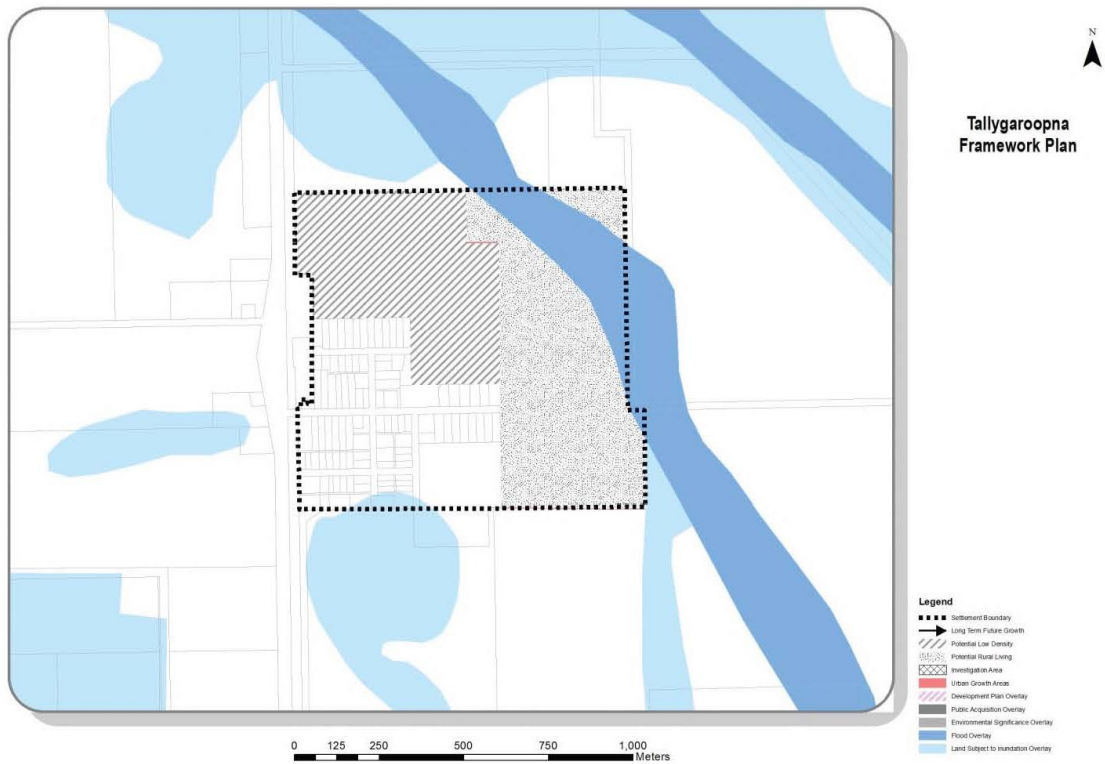 N
Tallygaroopna
Framework Plan
Legend
Settlement Boundary
Long Term Future Growth
Potential Low Density
Potential Rural Living
Investigation Area
Urban Growth Areas
Development Plan Overlay
Public Acquisition Overlay
Environmental Significance Overlay
Flood Overlay
Land Subject to Inundation Overlay
0 125 250 500 750 1,000
Meters